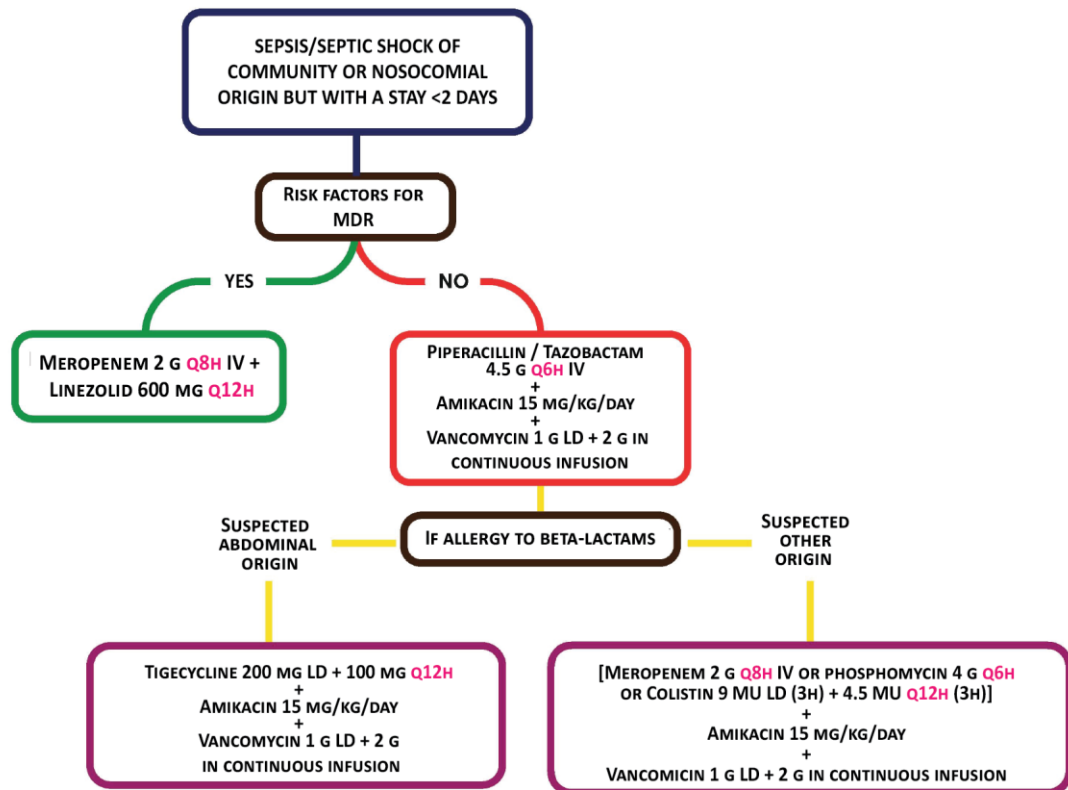 SEPSIS/SEPTIC SHOCK OF
COMMUNITY OR NOSOCOMIAL
ORIGIN BUT WITH A STAY <2 DAYS
RISK FACTORS FOR
MDR
YES
NO
MEROPENEM 2 G Q8H IV +
LINEZOLID 600 MG Q12H
PIPERACILLIN / TAZOBACTAM
4.5 G Q6H IV
+
AMIKACIN 15 MG/KG/DAY
+
VANCOMYCIN 1 G LD + 2 G IN
CONTINUOUS INFUSION
IF ALLERGY TO BETA-LACTAMS
SUSPECTED
ABDOMINAL
ORIGIN
SUSPECTED
OTHER
ORIGIN
TIGECYCLINE 200 MG LD + 100 MG Q12H
+
AMIKACIN 15 MG/KG/DAY
+
VANCOMYCIN 1 G LD + 2 G
IN CONTINUOUS INFUSION
[MEROPENEM 2 G Q8H IV OR PHOSPHOMYCIN 4 G Q6H
OR COLISTIN 9 MU LD (3H) + 4.5 MU Q12H (3H)]
+
AMIKACIN 15 MG/KG/DAY
+
VANCOMICIN 1 G LD + 2 G IN CONTINUOUS INFUSION